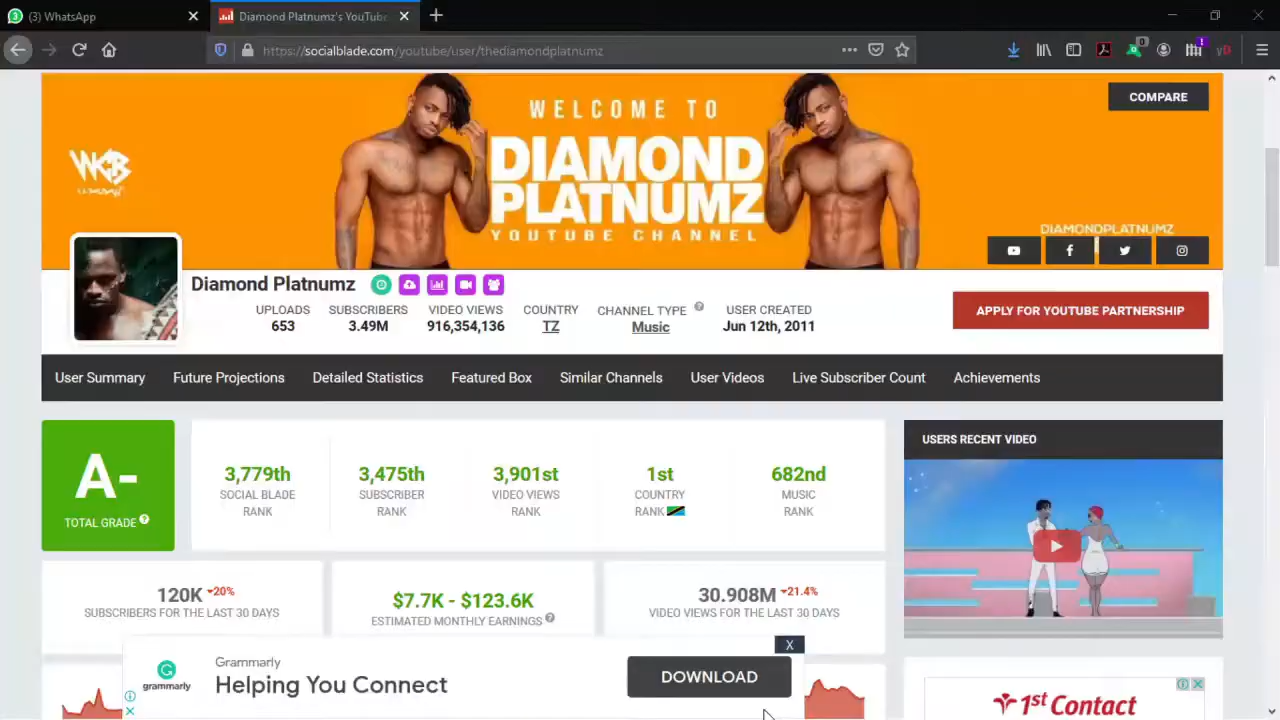 (3) WhatsApp
Diamond Platnumz's YouTube
https://socialblade.com/youtube/user/thediamondplatnumz
WELCOME TO
DIAMOND
PLATNUMZ
YOUTUBE CHANNEL
WCB
COMPARE
DIAMONDPLATNUMZ
Diamond Platnumz
UPLOADS
653
SUBSCRIBERS
3.49M
VIDEO VIEWS
916,354,136
COUNTRY
TZ
CHANNEL TYPE
Music
USER CREATED
Jun 12th, 2011
APPLY FOR YOUTUBE PARTNERSHIP
User Summary Future Projections Detailed Statistics Featured Box Similar Channels User Videos Live Subscriber Count Achievements
A-
TOTAL GRADE
3,779th
SOCIAL BLADE
RANK
3,475th
SUBSCRIBER
RANK
3,901st
VIDEO VIEWS
RANK
1st
COUNTRY
RANK
682nd
MUSIC
RANK
USERS RECENT VIDEO
120K -20%
SUBSCRIBERS FOR THE LAST 30 DAYS
$7.7K - $123.6K
ESTIMATED MONTHLY EARNINGS
30.908M -21.4%
VIDEO VIEWS FOR THE LAST 30 DAYS
X
grammarly
Grammarly
Helping You Connect
DOWNLOAD
1st Contact